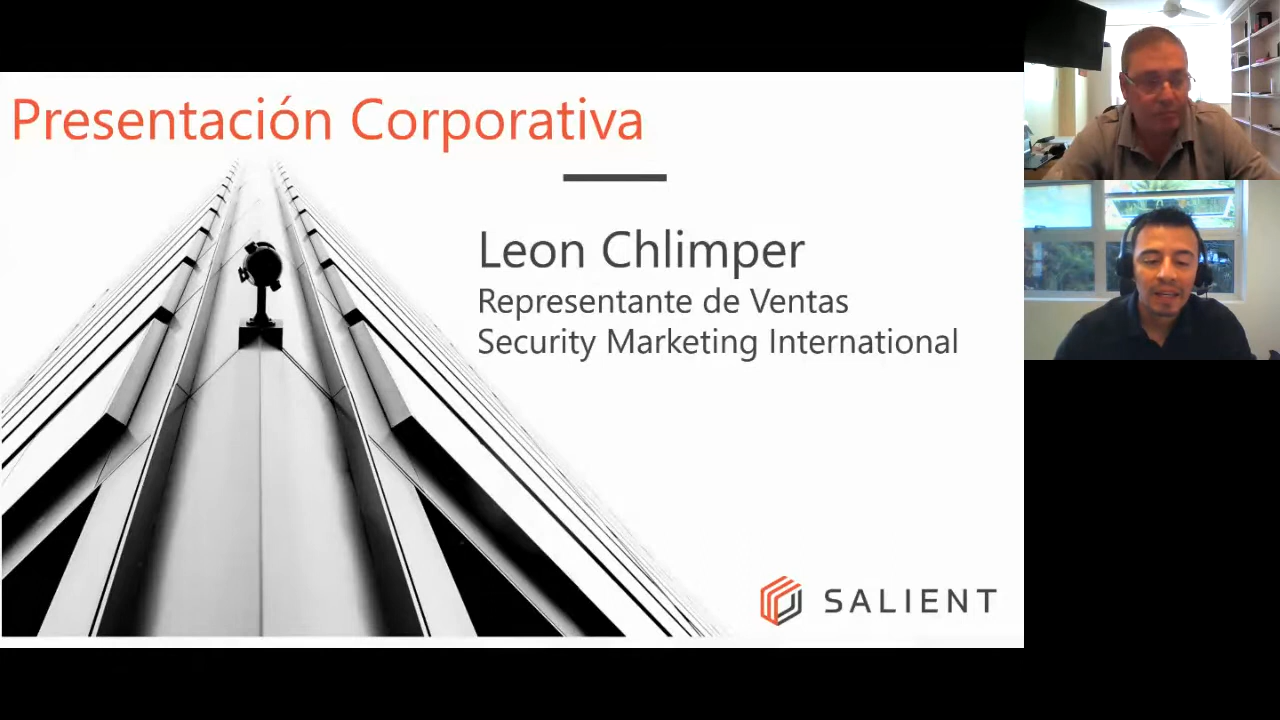 Presentación Corporativa
Leon Chlimper
Representante de Ventas
Security Marketing International
SALIENT